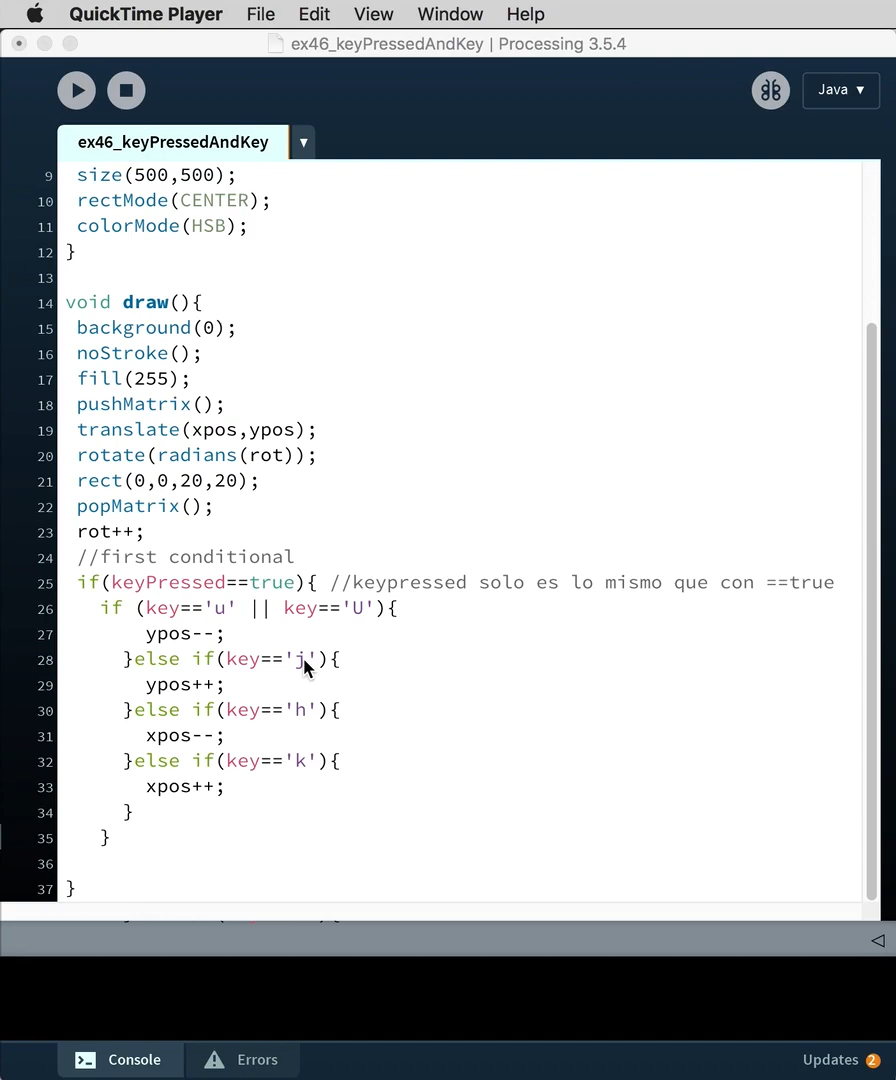 QuickTime Player File Edit View Window Help
ex46_keyPressedAndKey | Processing 3.5.4
Java ▼
ex46_keyPressedAndKey ▼
9 size(500,500);
10 rectMode(CENTER);
11 colorMode(HSB);
12 }
13
14 void draw(){
15 background(0);
16 noStroke();
17 fill(255);
18 pushMatrix();
19 translate(xpos,ypos);
20 rotate(radians(rot));
21 rect(0,0,20,20);
22 popMatrix();
23 rot++;
24 //first conditional
25 if(keyPressed==true){ //keypressed solo es lo mismo que con ==true
26 if (key=='u' || key=='U'){
27 ypos--;
28 }else if(key=='j'){
29 ypos++;
30 }else if(key=='h'){
31 xpos--;
32 }else if(key=='k'){
33 xpos++;
34 }
35 }
36
37 }
Console Errors Updates 2